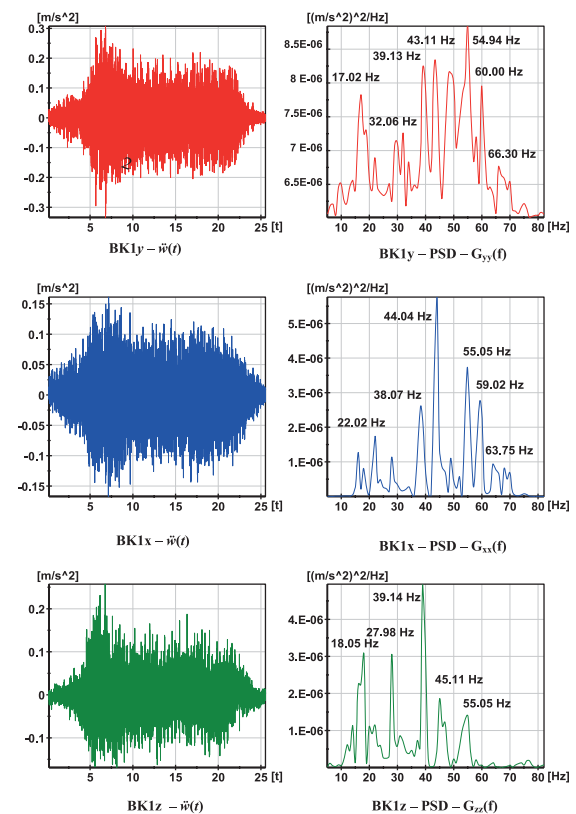 [m/s^2]
0.3
0.2
0.1
0
-0.1
-0.2
-0.3
2
5 10 15 20 25 [t]
BK1y – ẅ(t)
[(m/s^2)^2/Hz]
8.5E-06
8E-06
7.5E-06
7E-06
6.5E-06
17.02 Hz
32.06 Hz
39.13 Hz
43.11 Hz
54.94 Hz
60.00 Hz
66.30 Hz
10 20 30 40 50 60 70 80 [Hz]
BK1y – PSD – Gyy(f)
[m/s^2]
0.15
0.1
0.05
0
-0.05
-0.1
-0.15
5 10 15 20 25 [t]
BK1x – ẅ(t)
[(m/s^2)^2/Hz]
5.E-06
4.E-06
3.E-06
2.E-06
1.E-06
22.02 Hz
38.07 Hz
44.04 Hz
55.05 Hz
59.02 Hz
63.75 Hz
10 20 30 40 50 60 70 80 [Hz]
BK1x – PSD – Gxx(f)
[m/s^2]
0.2
0.1
0
-0.1
5 10 15 20 25 [t]
BK1z – ẅ(t)
[(m/s^2)^2/Hz]
4.E-06
3.E-06
2.E-06
1.E-06
18.05 Hz
27.98 Hz
39.14 Hz
45.11 Hz
55.05 Hz
10 20 30 40 50 60 70 80 [Hz]
BK1z – PSD – Gzz(f)